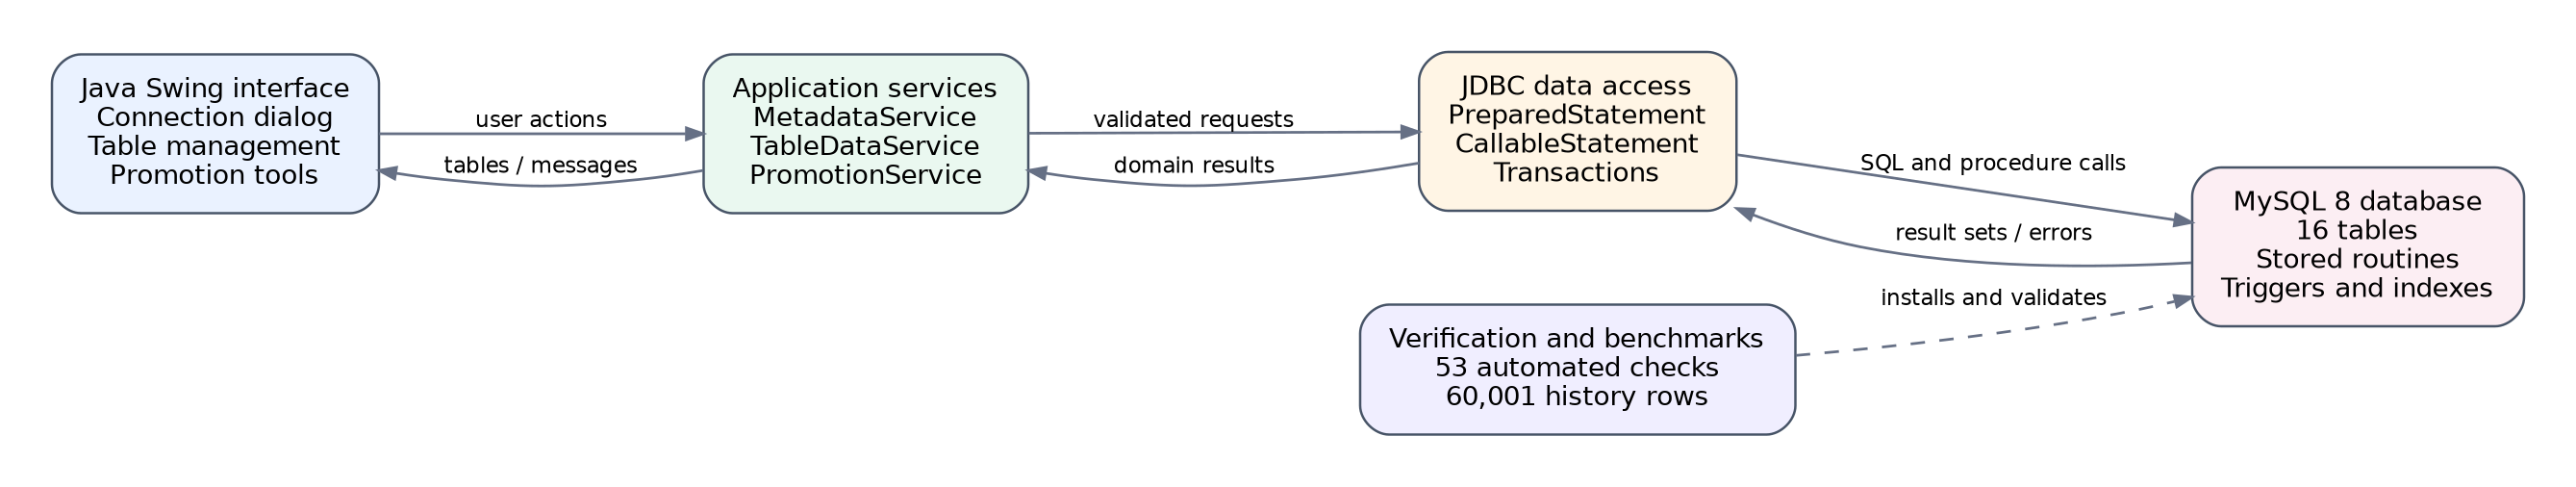 Java Swing interface
Connection dialog
Table management
Promotion tools
user actions
tables / messages
Application services
MetadataService
TableDataService
PromotionService
validated requests
domain results
JDBC data access
PreparedStatement
CallableStatement
Transactions
SQL and procedure calls
result sets / errors
installs and validates
MySQL 8 database
16 tables
Stored routines
Triggers and indexes
Verification and benchmarks
53 automated checks
60,001 history rows